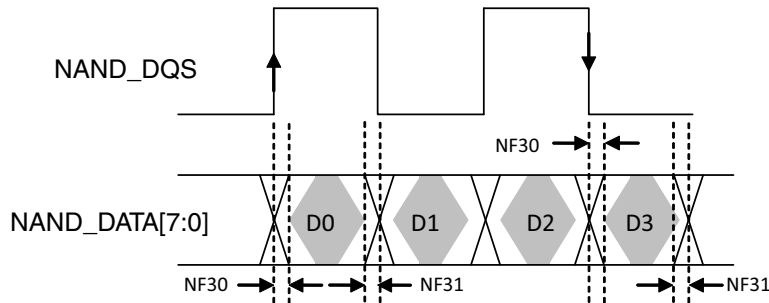 NAND_DQS
NF30
NAND_DATA[7:0]
D0 D1 D2 D3
NF30 NF31 NF31